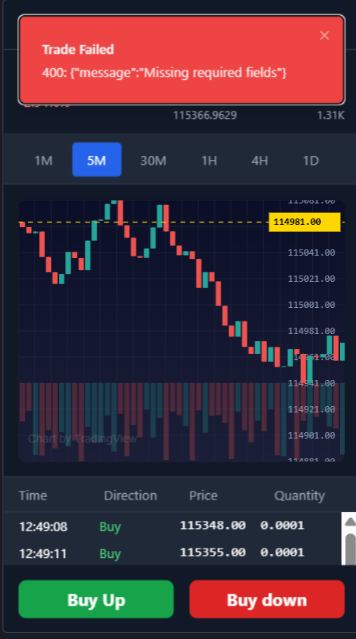 Trade Failed
400: {"message":"Missing required fields"}
115366.9629 1.31K
1M 5M 30M 1H 4H 1D
114981.00
115041.00
115021.00
115001.00
114981.00
114941.00
114921.00
114901.00
Chart by TradingView
114881.00
Time Direction Price Quantity
12:49:08 Buy 115348.00 0.0001
12:49:11 Buy 115355.00 0.0001
Buy Up Buy down